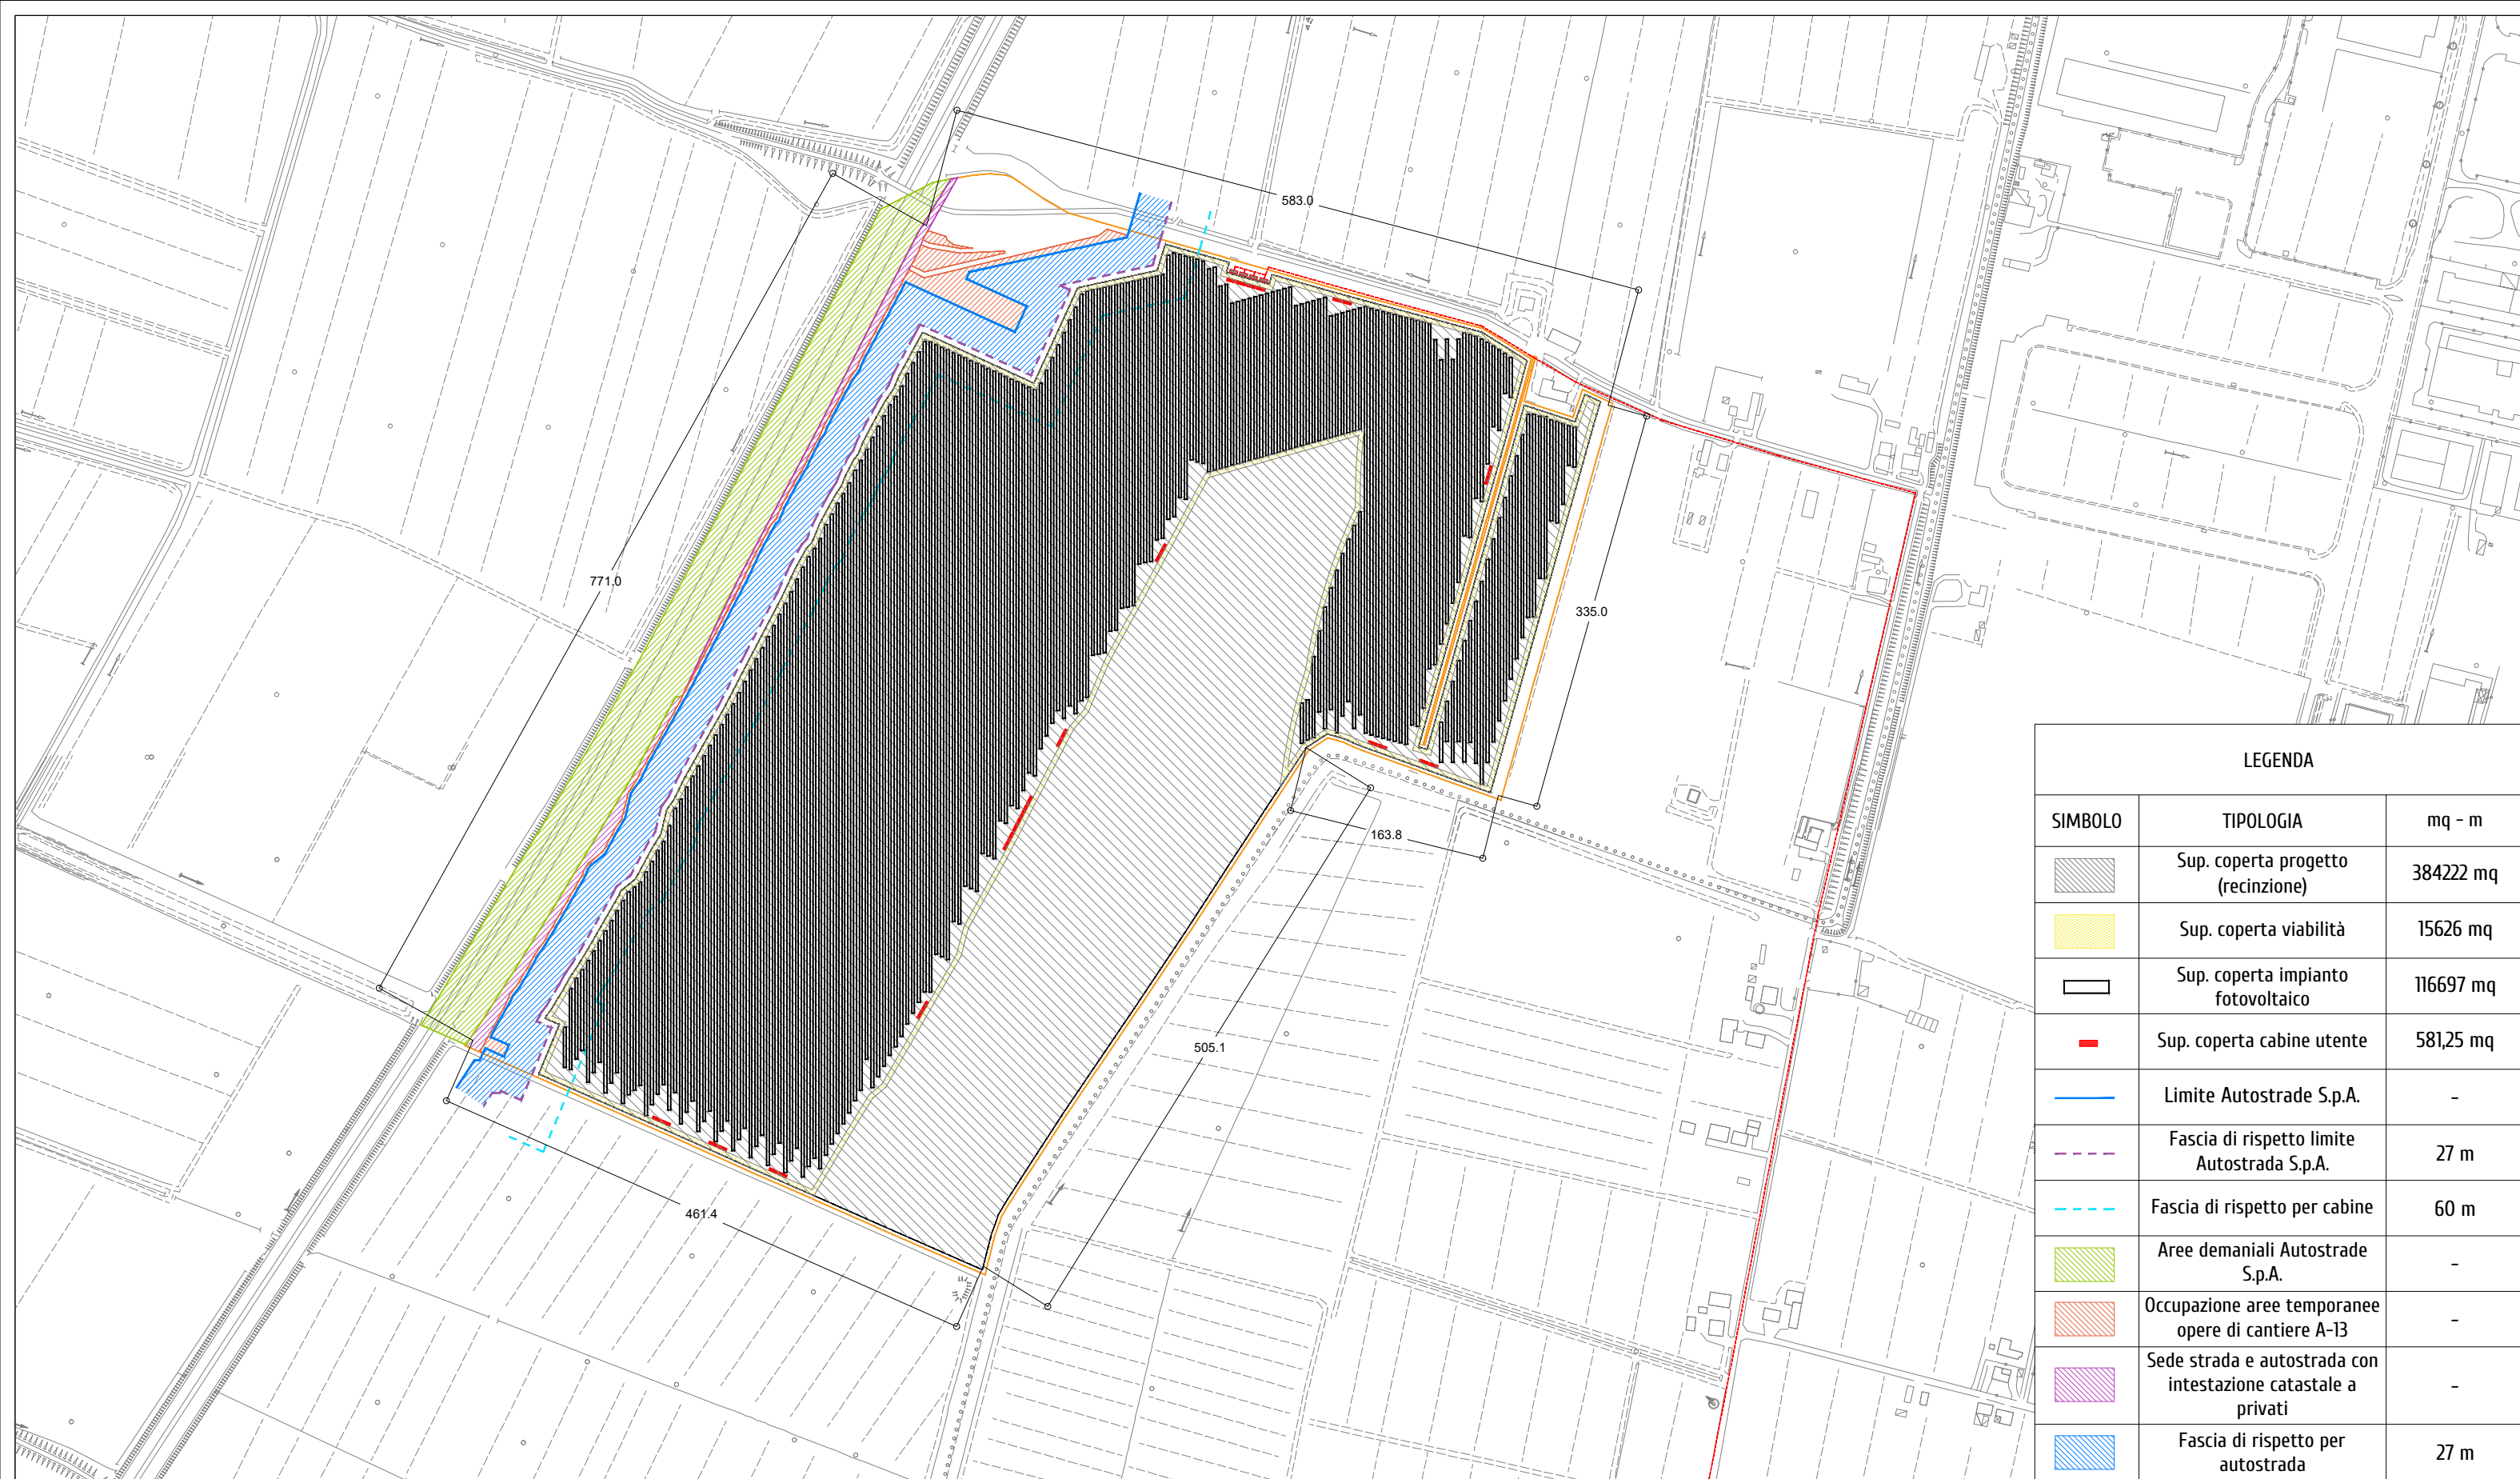 583.0
771.0
335.0
163.8
505.1
461.4
LEGENDA
SIMBOLO TIPOLOGIA mq - m
Sup. coperta progetto
(recinzione) 384222 mq
Sup. coperta viabilità 15626 mq
Sup. coperta impianto
fotovoltaico 116697 mq
Sup. coperta cabine utente 581,25 mq
Limite Autostrade S.p.A. -
Fascia di rispetto limite
Autostrada S.p.A. 27 m
Fascia di rispetto per cabine 60 m
Aree demaniali Autostrade
S.p.A. -
Occupazione aree temporanee
opere di cantiere A-13 -
Sede strada e autostrada con
intestazione catastale a
privati -
Fascia di rispetto per
autostrada 27 m